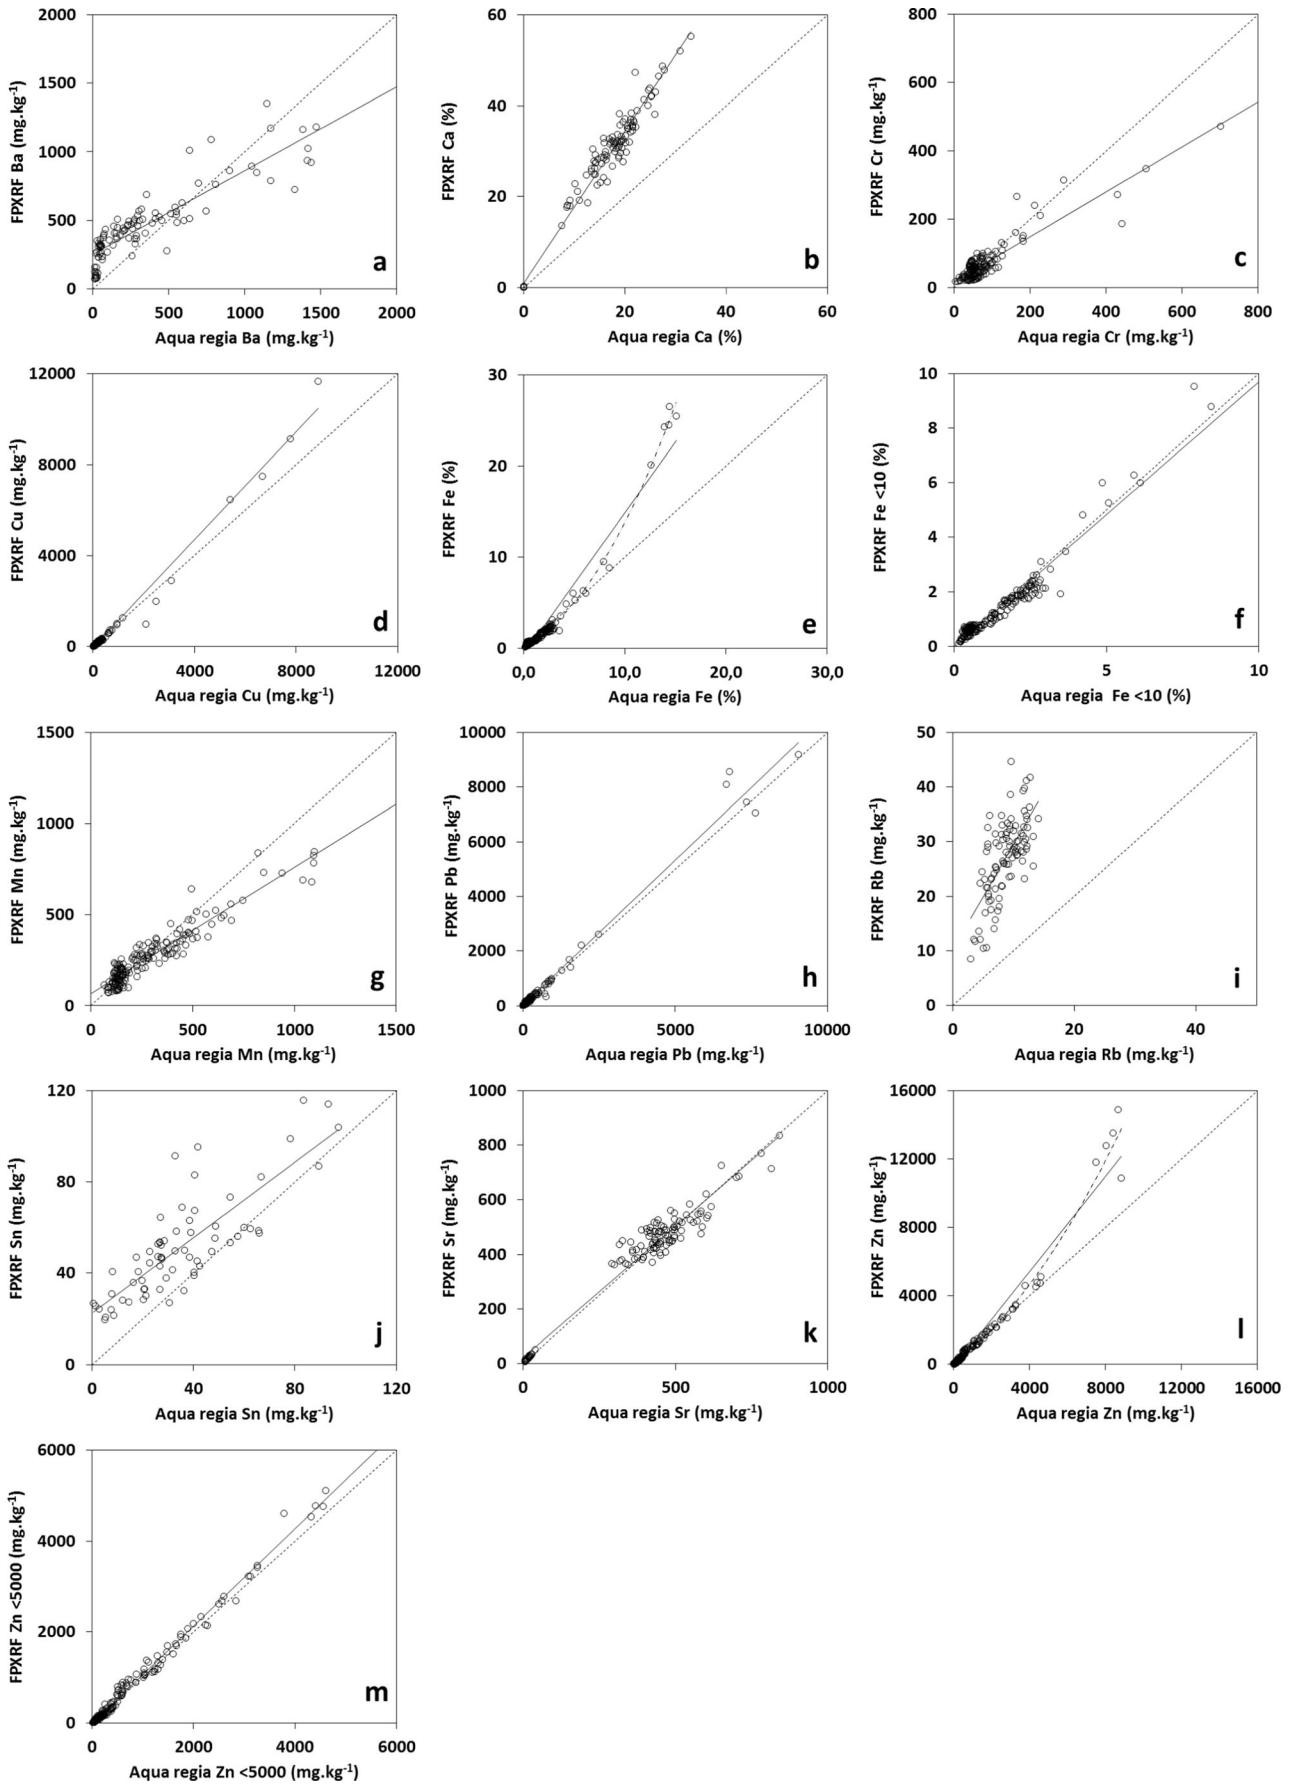 2000
1500
1000
500
0
FPXRF Ba (mg.kg⁻¹)
a
0 500 1000 1500 2000
Aqua regia Ba (mg.kg⁻¹)
60
40
20
0
FPXRF Ca (%)
b
0 20 40 60
Aqua regia Ca (%)
800
600
400
200
0
FPXRF Cr (mg.kg⁻¹)
c
0 200 400 600 800
Aqua regia Cr (mg.kg⁻¹)
12000
8000
4000
0
FPXRF Cu (mg.kg⁻¹)
d
0 4000 8000 12000
Aqua regia Cu (mg.kg⁻¹)
30
20
10
0
FPXRF Fe (%)
e
0,0 10,0 20,0 30,0
Aqua regia Fe (%)
10
8
6
4
2
0
FPXRF Fe <10 (%)
f
0 5 10
Aqua regia Fe <10 (%)
1500
1000
500
0
FPXRF Mn (mg.kg⁻¹)
g
0 500 1000 1500
Aqua regia Mn (mg.kg⁻¹)
10000
8000
6000
4000
2000
0
FPXRF Pb (mg.kg⁻¹)
h
0 5000 10000
Aqua regia Pb (mg.kg⁻¹)
50
40
30
20
10
0
FPXRF Rb (mg.kg⁻¹)
i
0 20 40
Aqua regia Rb (mg.kg⁻¹)
120
80
40
0
FPXRF Sn (mg.kg⁻¹)
j
0 40 80 120
Aqua regia Sn (mg.kg⁻¹)
1000
800
600
400
200
0
FPXRF Sr (mg.kg⁻¹)
k
0 500 1000
Aqua regia Sr (mg.kg⁻¹)
16000
12000
8000
4000
0
FPXRF Zn (mg.kg⁻¹)
l
0 4000 8000 12000 16000
Aqua regia Zn (mg.kg⁻¹)
6000
4000
2000
0
FPXRF Zn <5000 (mg.kg⁻¹)
m
0 2000 4000 6000
Aqua regia Zn <5000 (mg.kg⁻¹)